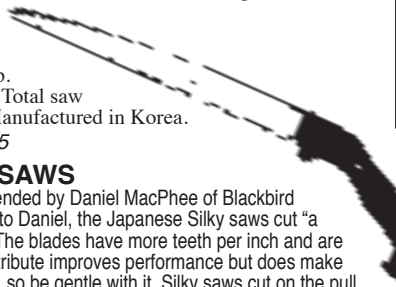 Total saw
anufactured in Korea.
5
SAWS
ended by Daniel MacPhee of Blackbird
to Daniel, the Japanese Silky saws cut “a
The blades have more teeth per inch and are
tribute improves performance but does make
, so be gentle with it. Silky saws cut on the pull